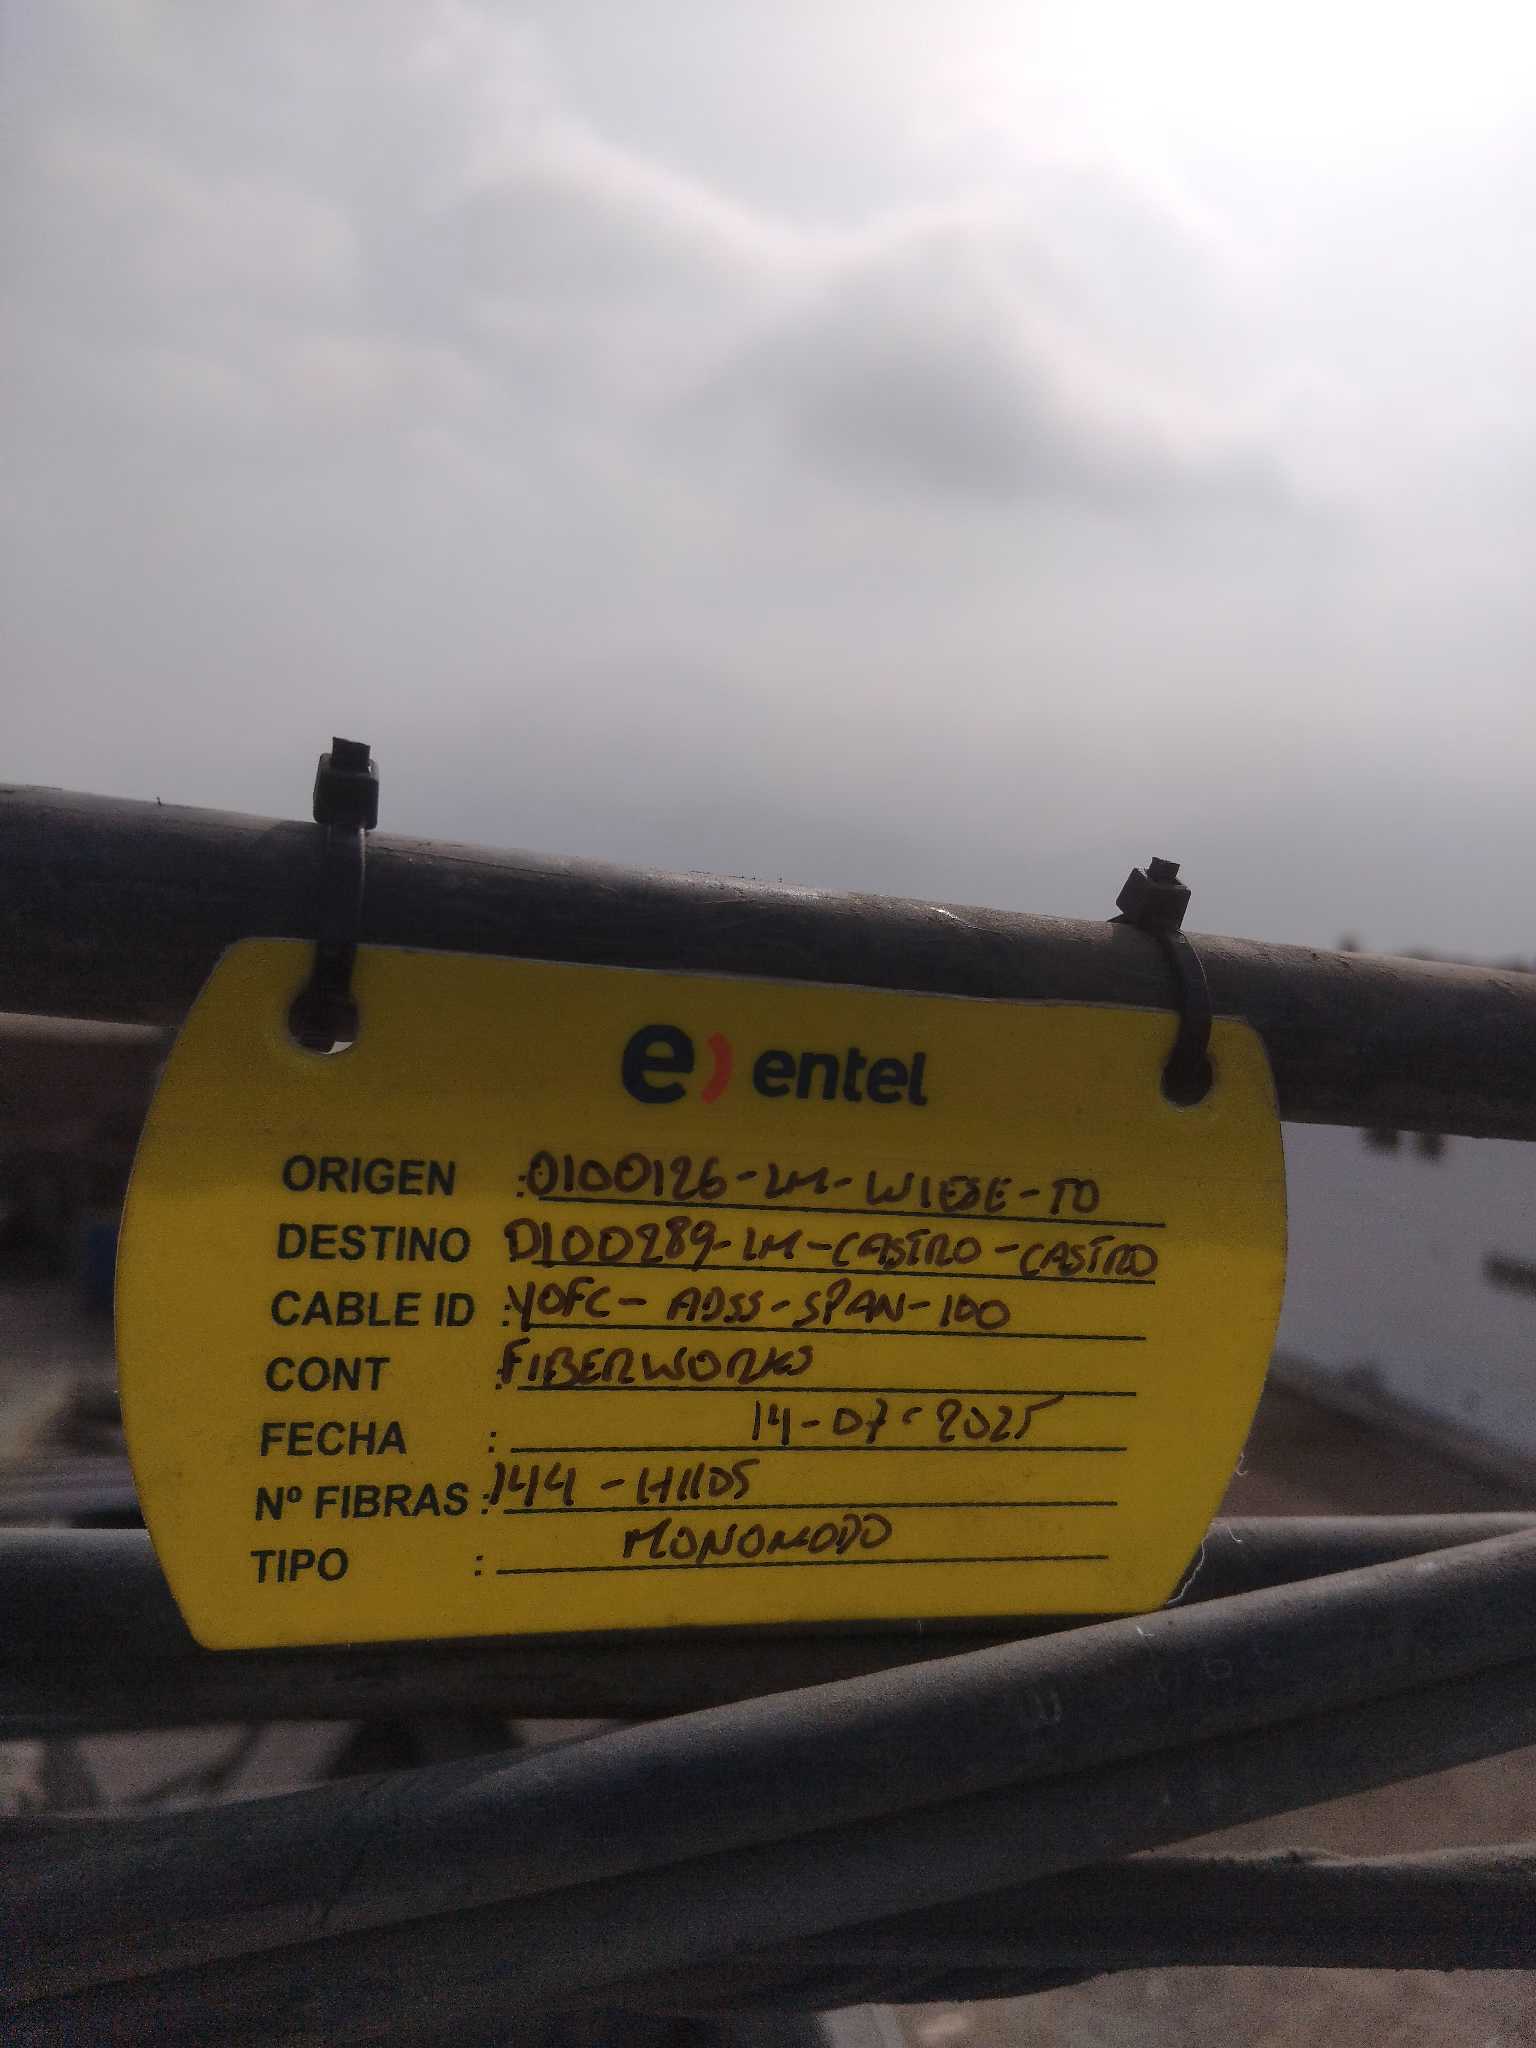 e) entel
ORIGEN : 0100126-LM-WIESE-TO
DESTINO 0100289-LM-CASTRO-CASTRO
CABLE ID : YOFC-ADSS-SPAN-100
CONT : FIBERWORKS
FECHA : 14-07-2025
Nº FIBRAS : 144-HILOS
TIPO : MONOMODO